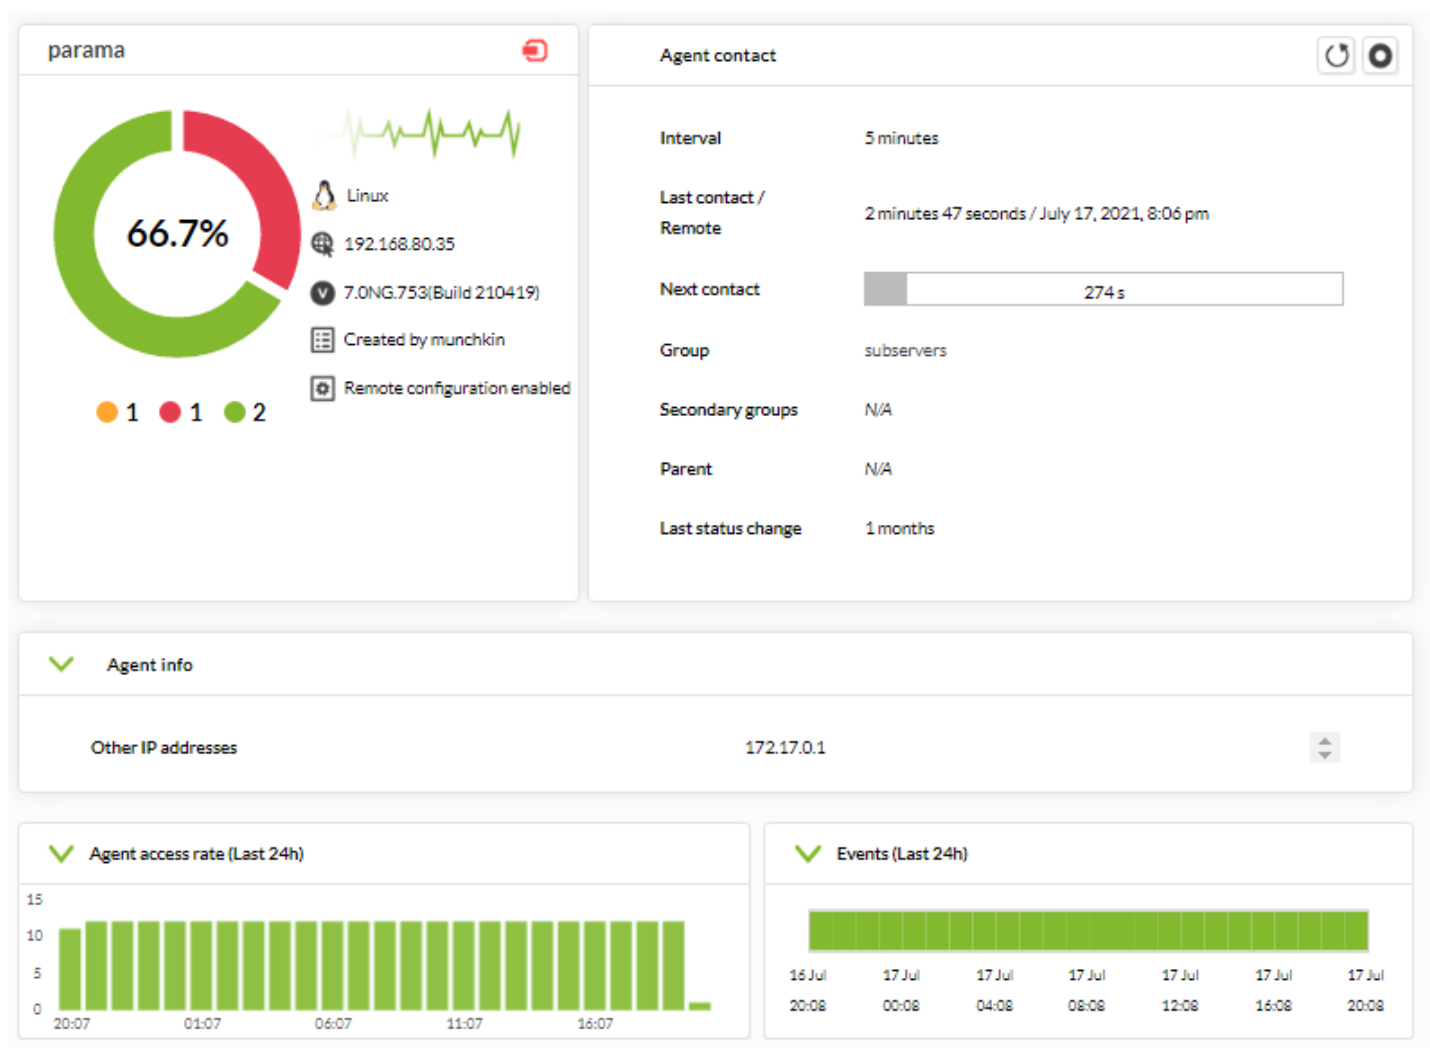 parama
66.7%
Linux
192.168.80.35
7.0NG.753(Build 210419)
Created by munchkin
Remote configuration enabled
1 1 2
Agent contact
Interval 5 minutes
Last contact /
Remote
2 minutes 47 seconds / July 17, 2021, 8:06 pm
Next contact 274 s
Group subservers
Secondary groups N/A
Parent N/A
Last status change 1 months
Agent info
Other IP addresses 172.17.0.1
Agent access rate (Last 24h)
15
10
5
0
20:07 01:07 06:07 11:07 16:07
Events (Last 24h)
16 Jul 17 Jul 17 Jul 17 Jul 17 Jul 17 Jul 17 Jul
20:08 00:08 04:08 08:08 12:08 16:08 20:08